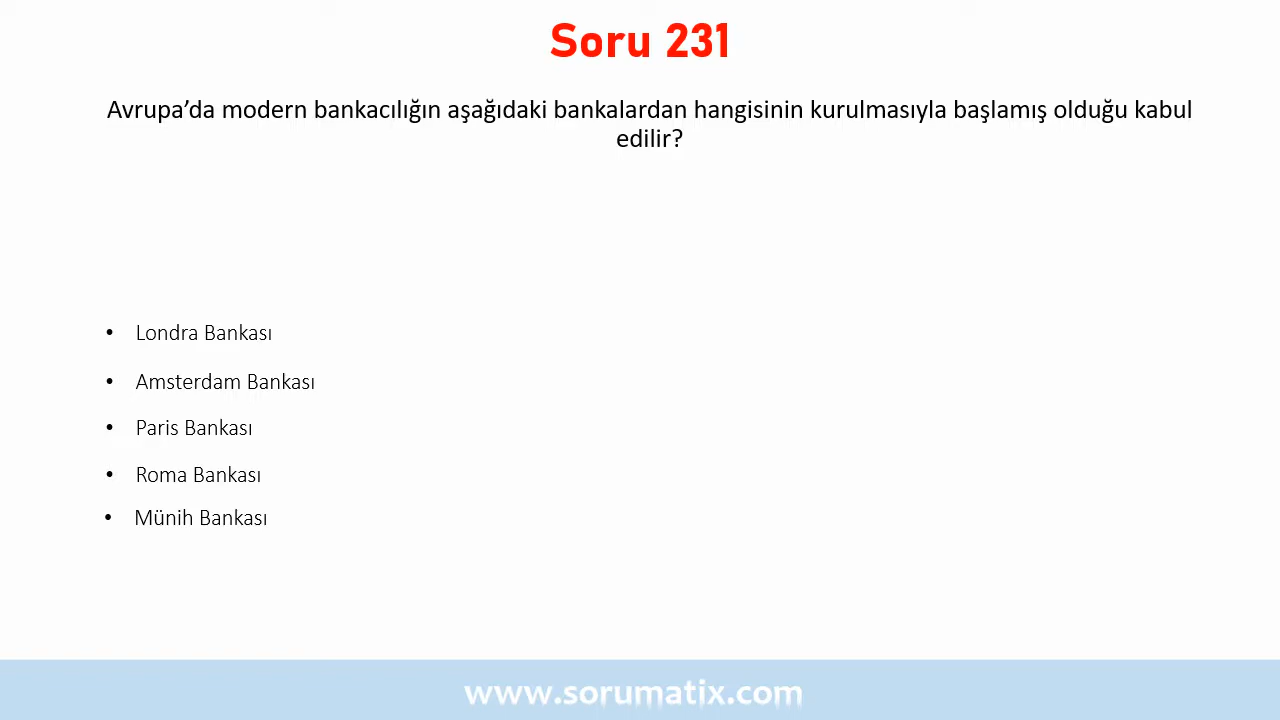 Soru 231
Avrupa’da modern bankacılığın aşağıdaki bankalardan hangisinin kurulmasıyla başlamış olduğu kabul
edilir?
• Londra Bankası
• Amsterdam Bankası
• Paris Bankası
• Roma Bankası
• Münih Bankası
www.sorumatix.com